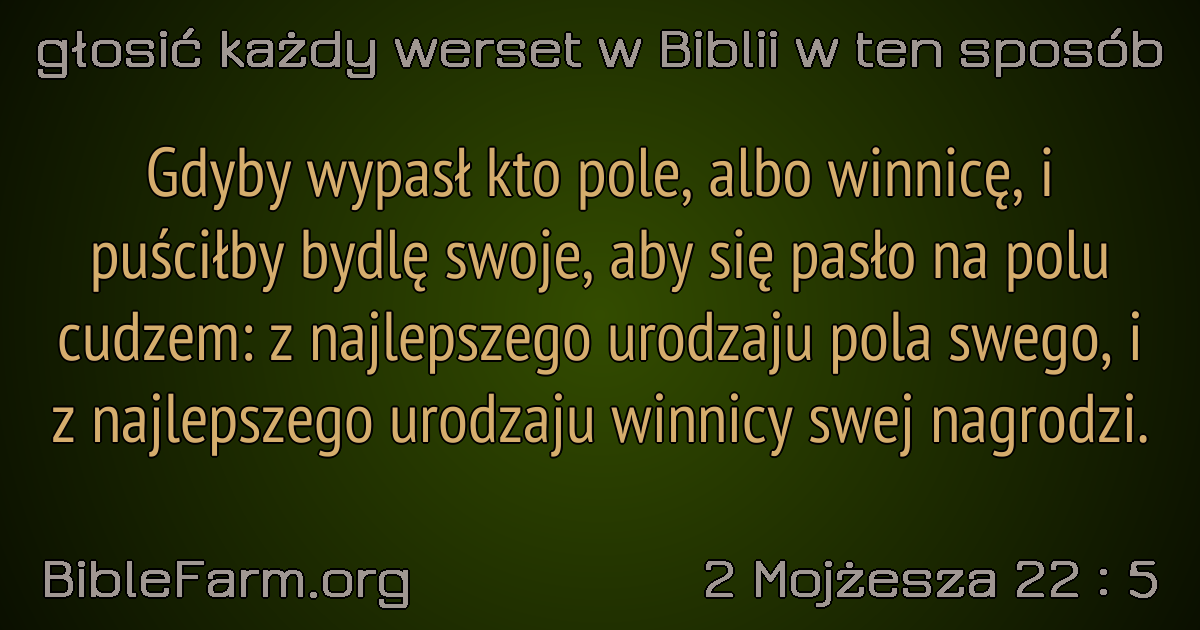 głosić każdy werset w Biblii w ten sposób
Gdyby wypasł kto pole, albo winnicę, i
puściłby bydlę swoje, aby się pasło na polu
cudzem: z najlepszego urodzaju pola swego, i
z najlepszego urodzaju winnicy swej nagrodzi.
BibleFarm.org
2 Mojżesza 22 : 5